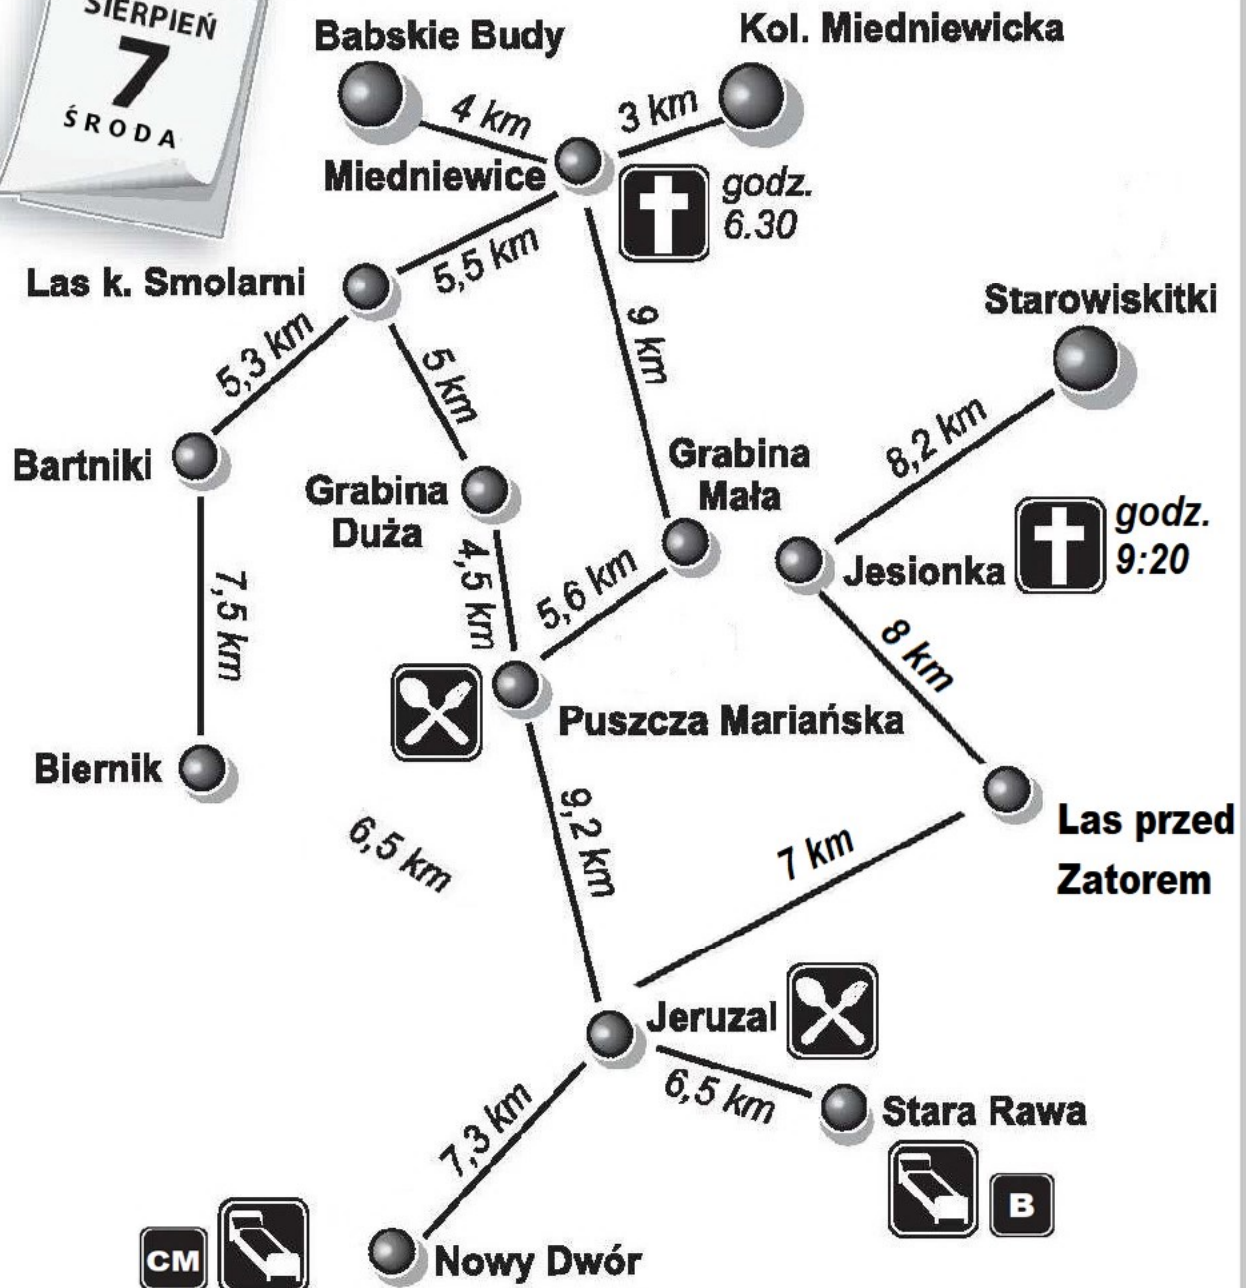 SIERPIEŃ
7
ŚRODA
Babskie Budy
Kol. Miedniewicka
4 km
3 km
Miedniewice
godz.
6.30
5,5 km
Las k. Smolarni
Starowiskitki
9 km
5,3 km
5 km
8,2 km
Bartniki
Grabina
Duża
Grabina
Mała
godz.
9:20
Jesionka
4,5 km
5,6 km
7,5 km
8 km
Puszcza Mariańska
Biernik
Las przed
Zatorem
6,5 km
9,2 km
7 km
Jeruzal
6,5 km
Stara Rawa
7,3 km
B
CM
Nowy Dwór